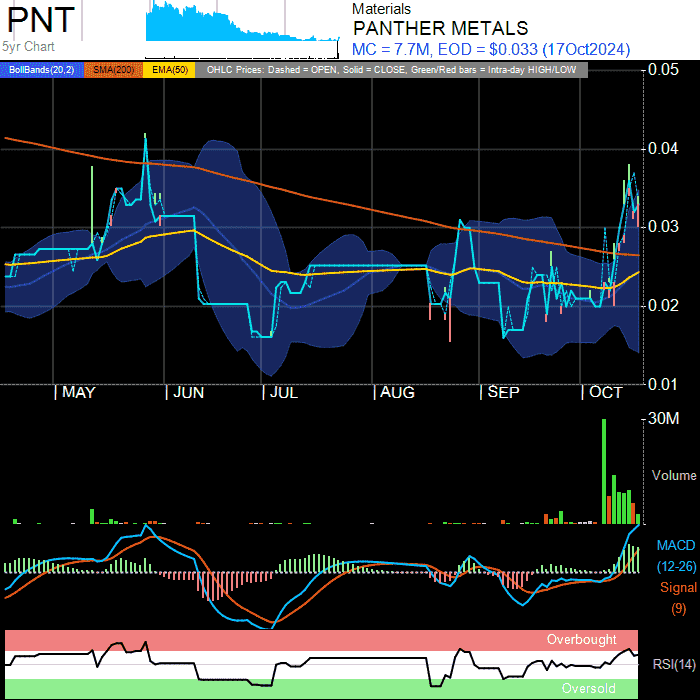 PNT
5yr Chart
Materials
PANTHER METALS
MC = 7.7M, EOD = $0.033 (17Oct2024)
BollBands(20,2) SMA(200) EMA(50) OHLC Prices: Dashed = OPEN, Solid = CLOSE, Green/Red bars = Intra-day HIGH/LOW
0.05
0.04
0.03
0.02
0.01
MAY JUN JUL AUG SEP OCT
30M
Volume
MACD
(12-26)
Signal
(9)
Overbought
RSI(14)
Oversold